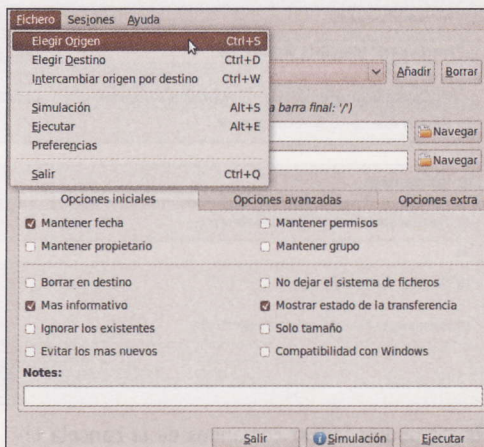 Fichero Sesiones Ayuda
Elegir Origen Ctrl+S
Elegir Destino Ctrl+D
Intercambiar origen por destino Ctrl+W
Añadir Borrar
Simulación Alt+S
a barra final: '/')
Ejecutar Alt+E
Navegar
Preferencias
Navegar
Salir Ctrl+Q
Opciones iniciales Opciones avanzadas Opciones extra
Mantener fecha Mantener permisos
Mantener propietario Mantener grupo
Borrar en destino No dejar el sistema de ficheros
Mas informativo Mostrar estado de la transferencia
Ignorar los existentes Solo tamaño
Evitar los mas nuevos Compatibilidad con Windows
Notes:
Salir Simulación Ejecutar